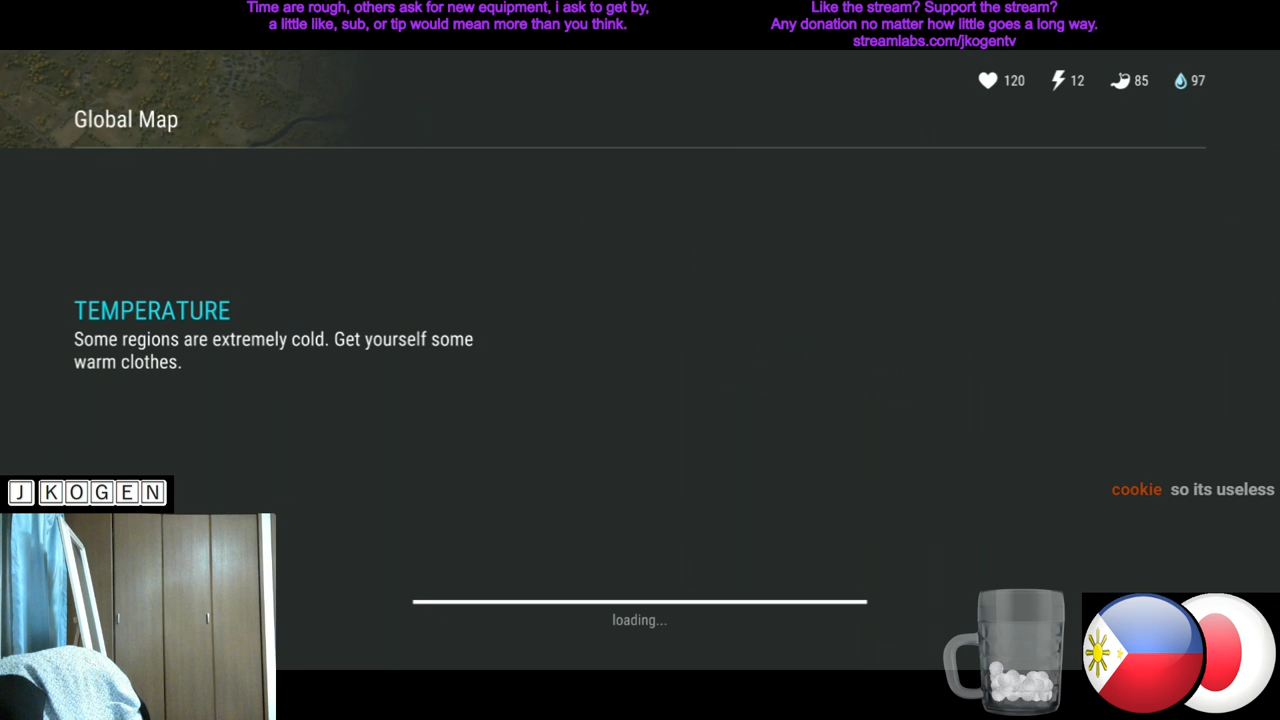 Time are rough, others ask for new equipment, i ask to get by,
a little like, sub, or tip would mean more than you think.
Like the stream? Support the stream?
Any donation no matter how little goes a long way.
streamlabs.com/jkogentv
120
12
85
97
Global Map
TEMPERATURE
Some regions are extremely cold. Get yourself some
warm clothes.
J KOGEN
cookie so its useless
loading...